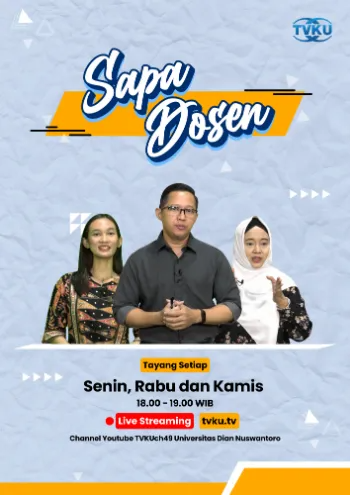 TVKU
Sapa
Dosen
Tayang Setiap
Senin, Rabu dan Kamis
18.00 - 19.00 WIB
Live Streaming tvku.tv
Channel Youtube TVKUch49 Universitas Dian Nuswantoro